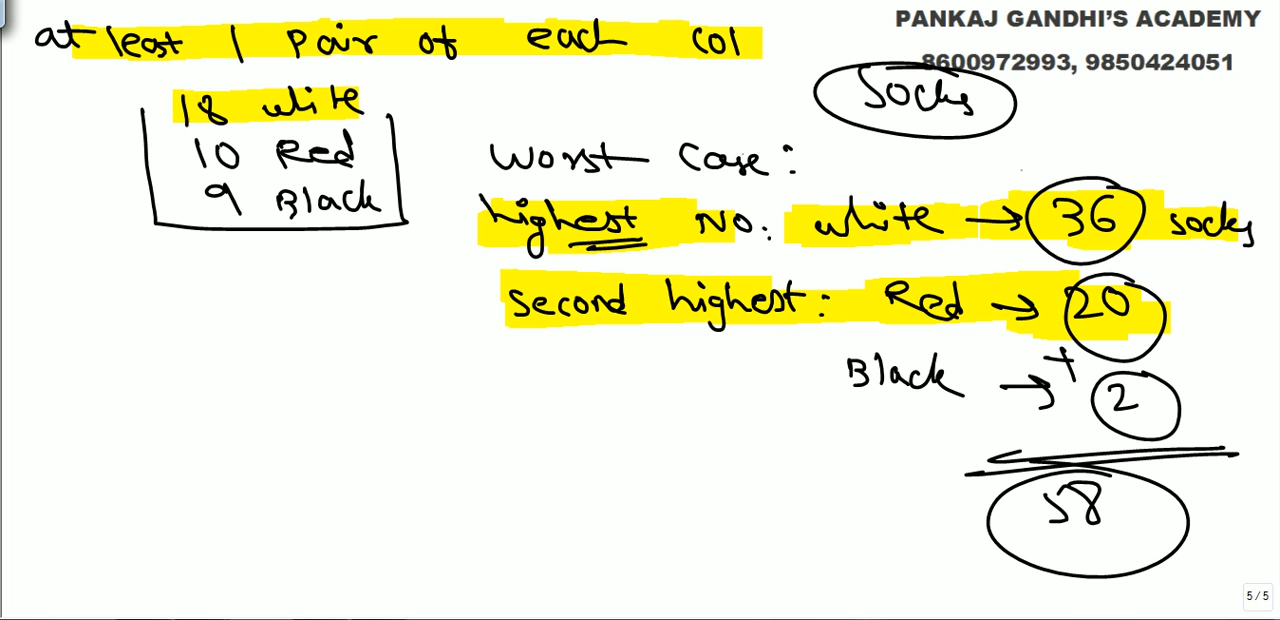 at least 1 pair of each col
PANKAJ GANDHI'S ACADEMY
8600972993, 9850424051
socks
18 white
10 Red
9 Black
worst case:
highest No: white → 36 socks
second highest: Red → 20
Black → + 2
58
5 / 5